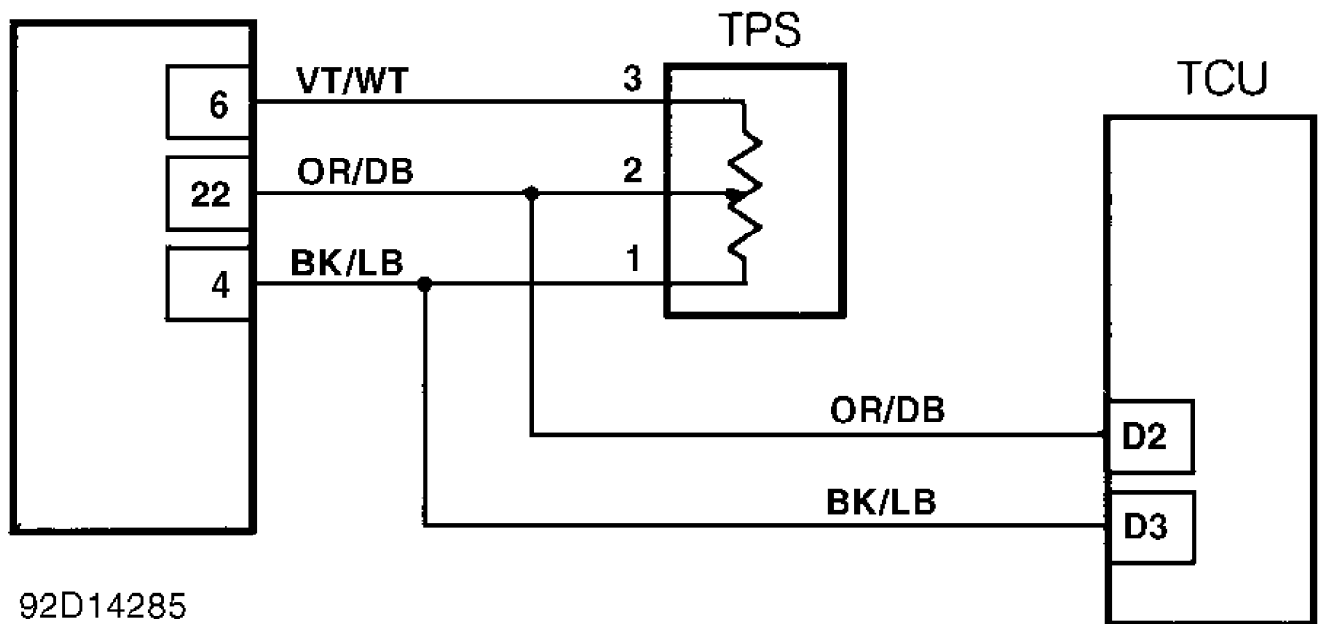 TPS
TCU
6
VT/WT
3
22
OR/DB
2
4
BK/LB
1
OR/DB
D2
BK/LB
D3
92D14285